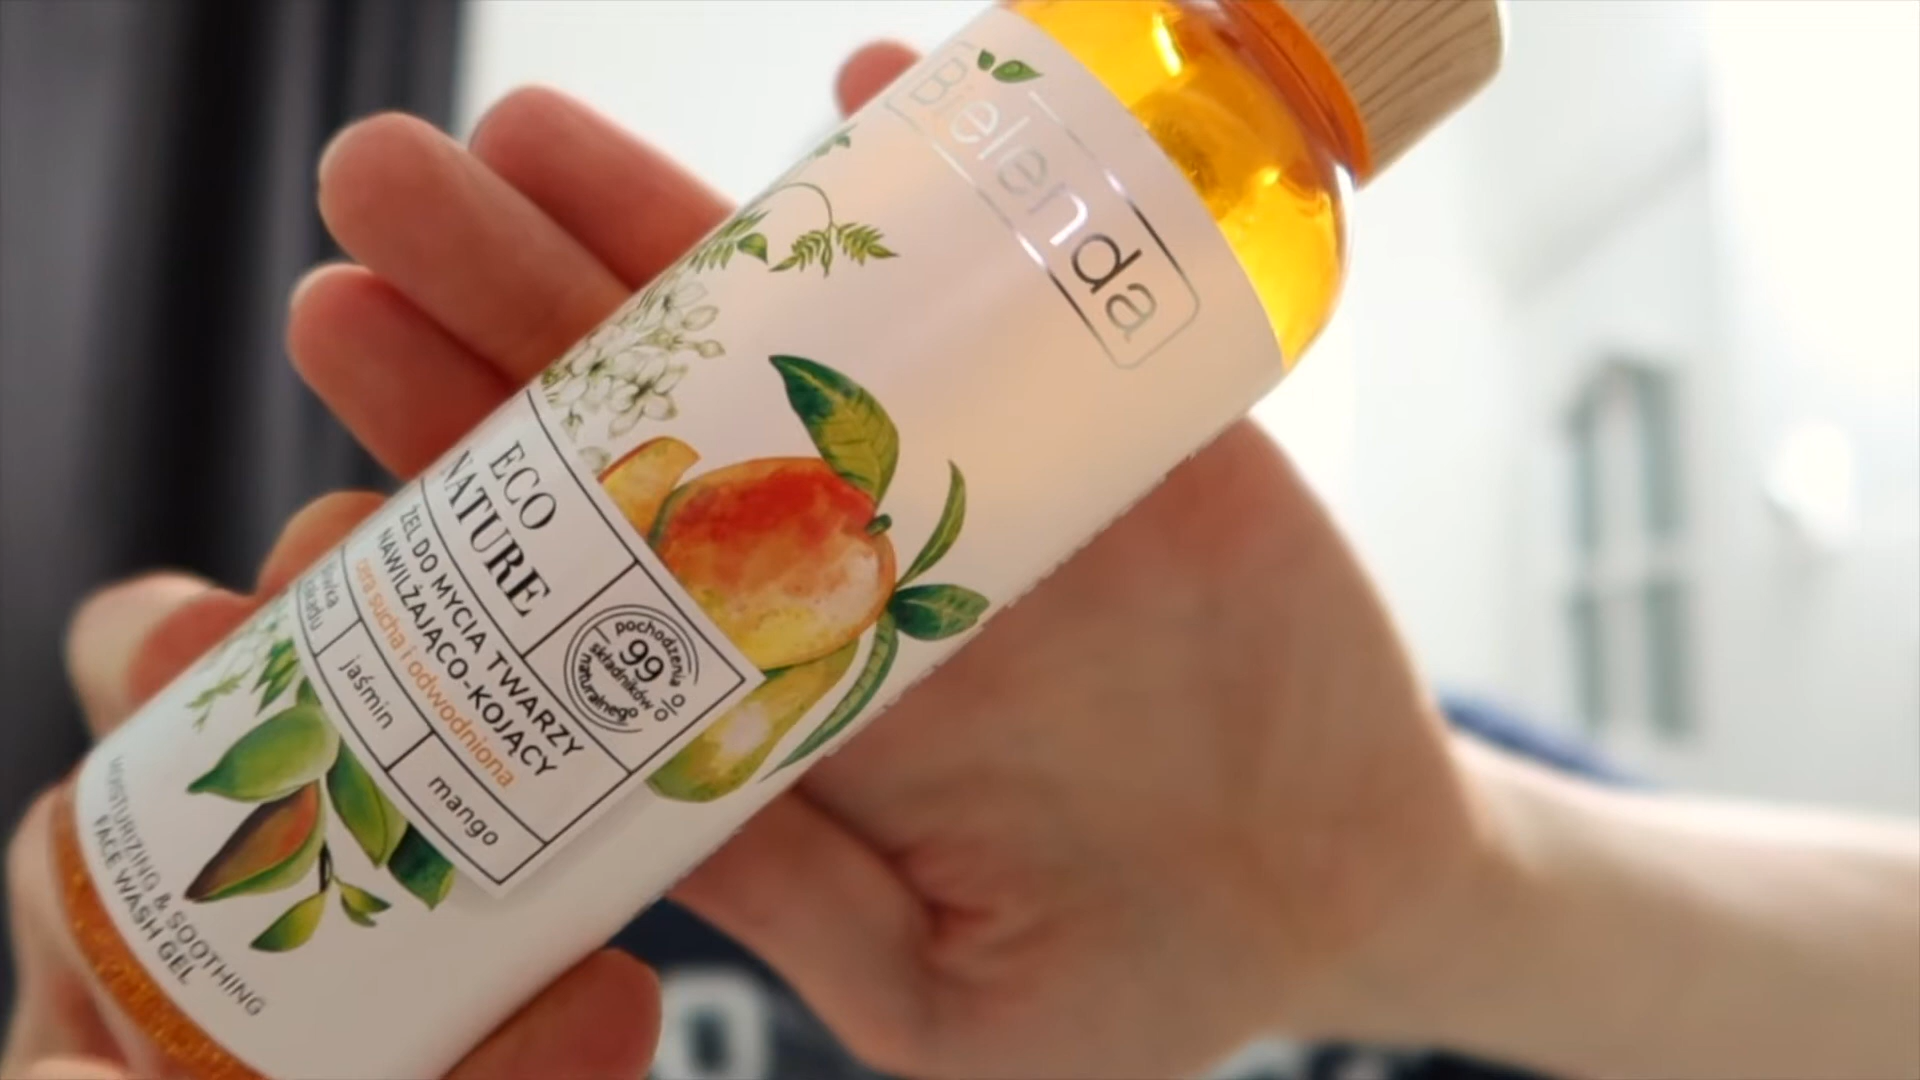 Bielenda
ECO
NATURE
pochodzenia
99%
składników
naturalnego
ŻEL DO MYCIA TWARZY
NAWILŻAJĄCO-KOJĄCY
cera sucha i odwodniona
jaśmin
mango
MOISTURIZING & SOOTHING
FACE WASH GEL